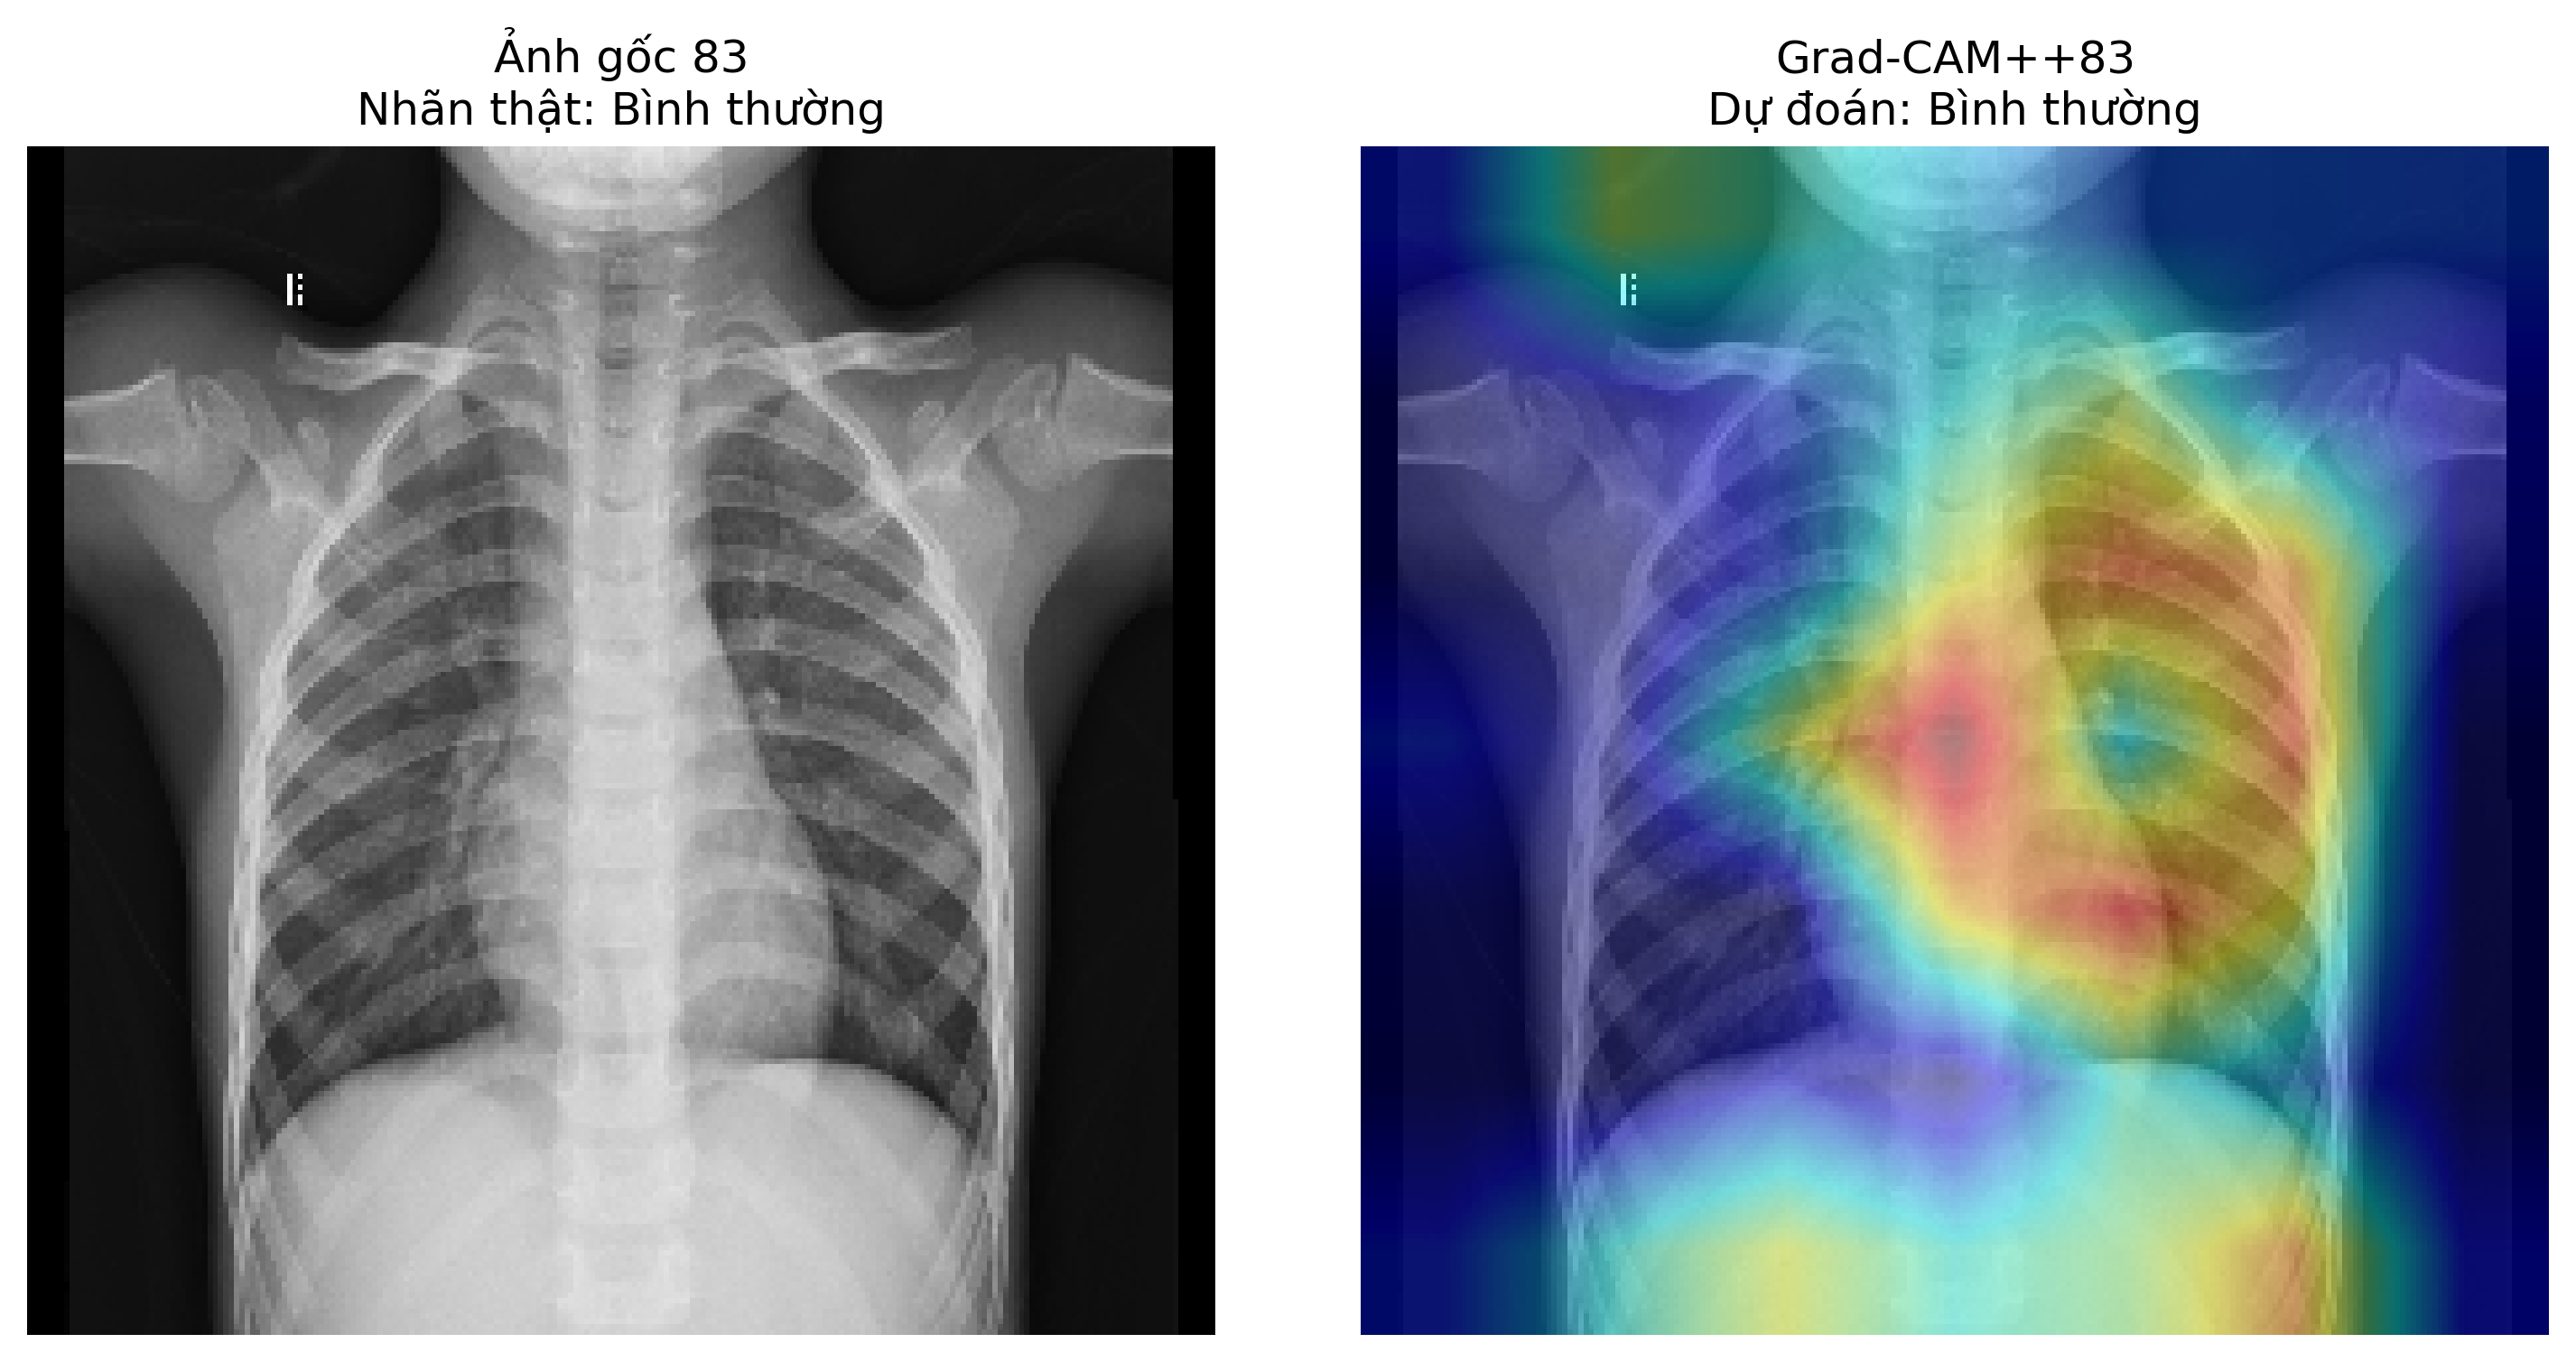 Ảnh gốc 83
Nhãn thật: Bình thường
Grad-CAM++83
Dự đoán: Bình thường